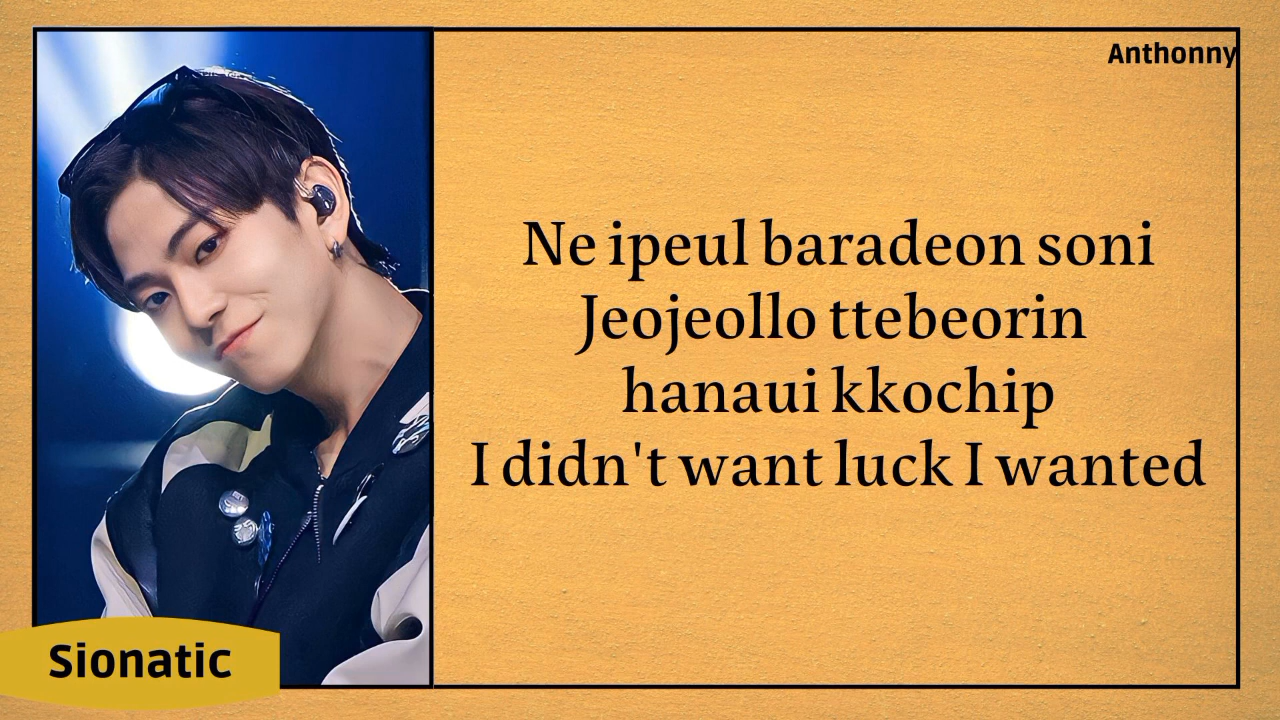 Anthonny
Ne ipeul baradeon soni
Jeojeollo ttebeorin
hanaui kkochip
I didn't want luck I wanted
Sionatic